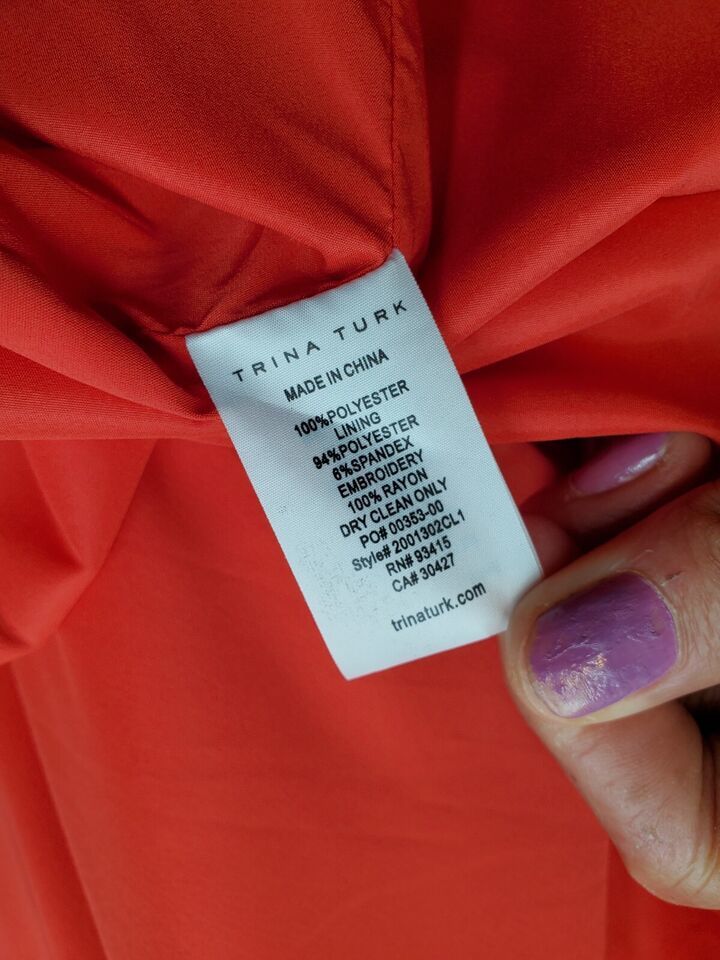 TRINA TURK
MADE IN CHINA
100%POLYESTER
LINING
94%POLYESTER
6%SPANDEX
EMBROIDERY
100% RAYON
DRY CLEAN ONLY
PO# 00353-00
Style# 2001302CL1
RN# 93415
CA# 30427
trinaturk.com